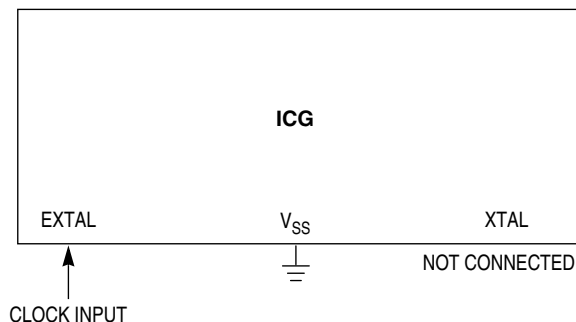 ICG
EXTAL VSS XTAL
NOT CONNECTED
CLOCK INPUT